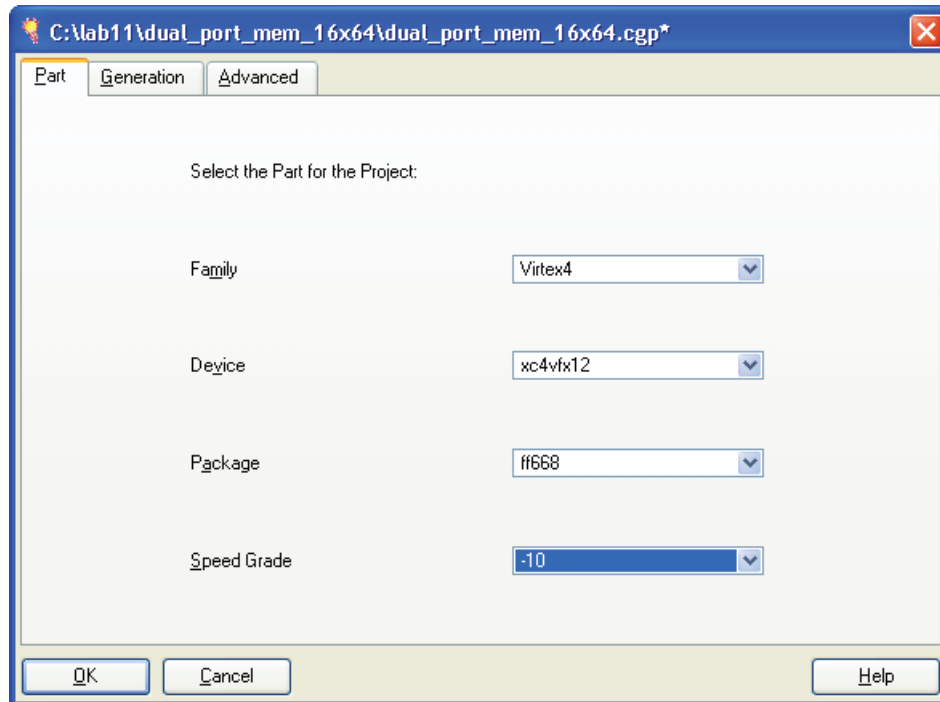 C:\lab11\dual_port_mem_16x64\dual_port_mem_16x64.cgp*
Part Generation Advanced
Select the Part for the Project:
Family Virtex4
Device xc4vfx12
Package ff668
Speed Grade -10
OK Cancel Help